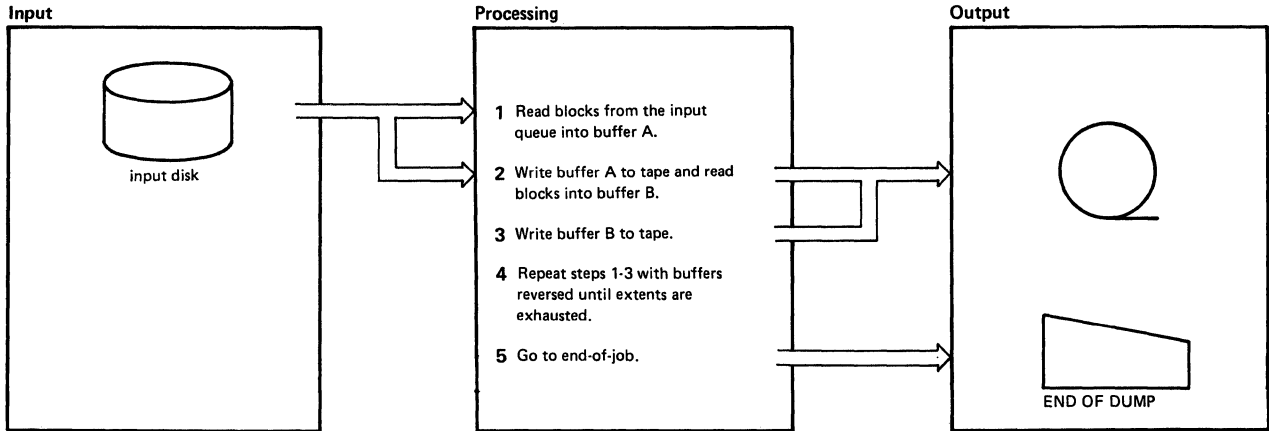 Input
Processing
Output
input disk
1 Read blocks from the input
queue into buffer A.
2 Write buffer A to tape and read
blocks into buffer B.
3 Write buffer B to tape.
4 Repeat steps 1-3 with buffers
reversed until extents are
exhausted.
5 Go to end-of-job.
END OF DUMP